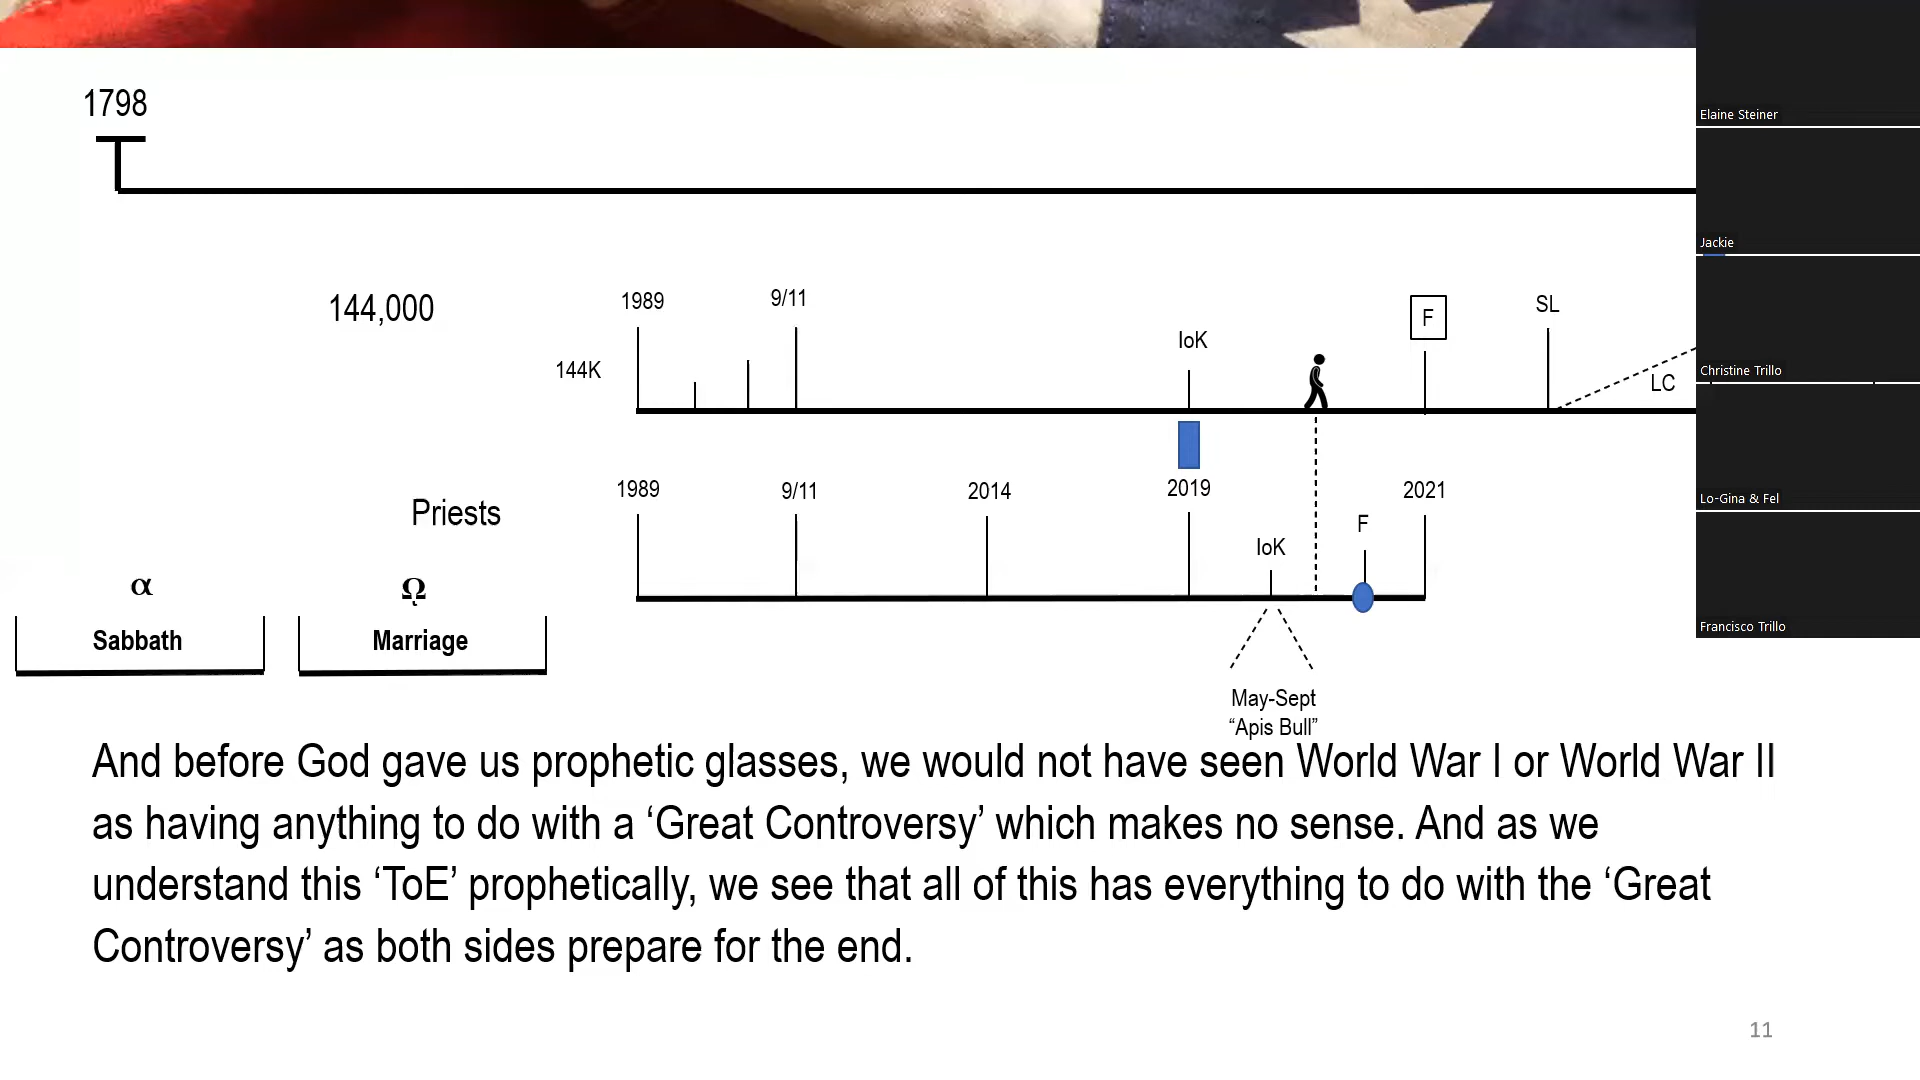 1798
144,000
1989
9/11
IoK
F
SL
144K
LC
Priests
1989
9/11
2014
2019
2021
IoK
F
α
Ω
Sabbath
Marriage
May-Sept
“Apis Bull”
And before God gave us prophetic glasses, we would not have seen World War I or World War II
as having anything to do with a ‘Great Controversy’ which makes no sense. And as we
understand this ‘ToE’ prophetically, we see that all of this has everything to do with the ‘Great
Controversy’ as both sides prepare for the end.
11
Elaine Steiner
Jackie
Christine Trillo
Lo-Gina & Fel
Francisco Trillo